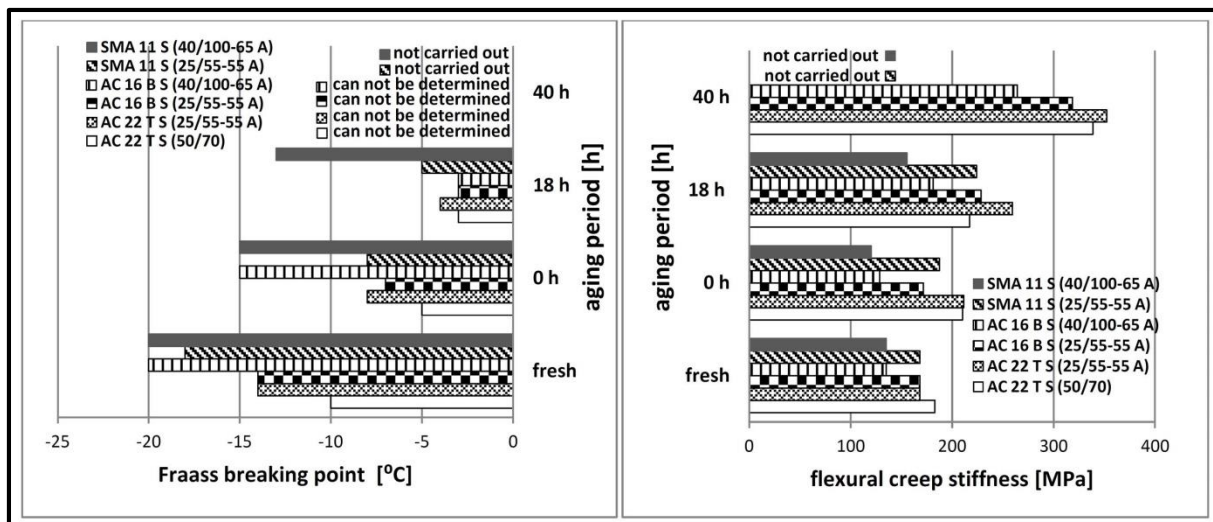 SMA 11 S (40/100-65 A)
SMA 11 S (25/55-55 A)
AC 16 B S (40/100-65 A)
AC 16 B S (25/55-55 A)
AC 22 T S (25/55-55 A)
AC 22 T S (50/70)
not carried out
not carried out
can not be determined
can not be determined
can not be determined
can not be determined
40 h
18 h
0 h
fresh
aging period [h]
-25 -20 -15 -10 -5 0
Fraass breaking point [⁰C]
not carried out
not carried out
40 h
18 h
0 h
fresh
aging period [h]
SMA 11 S (40/100-65 A)
SMA 11 S (25/55-55 A)
AC 16 B S (40/100-65 A)
AC 16 B S (25/55-55 A)
AC 22 T S (25/55-55 A)
AC 22 T S (50/70)
0 100 200 300 400
flexural creep stiffness [MPa]